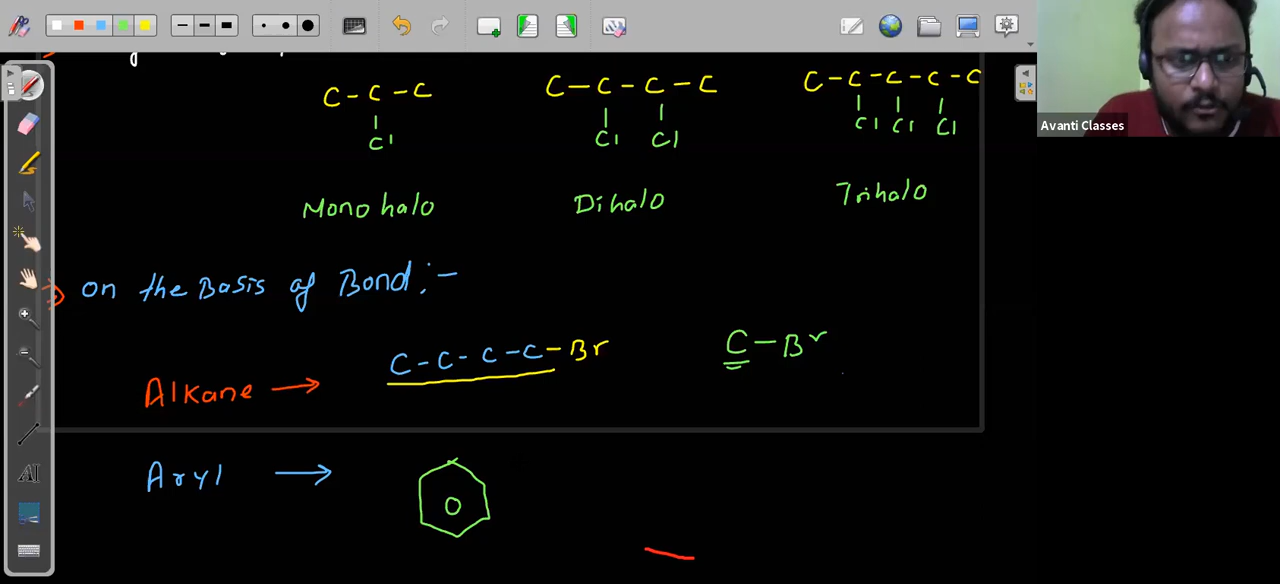 C - C - C
Cl
C - C - C - C
Cl Cl
C - C - C - C - C
Cl Cl Cl
Mono halo
Dihalo
Trihalo
on the Basis of Bond :-
Alkane → C - C - C - C - Br
C - Br
Aryl →
AI
Avanti Classes